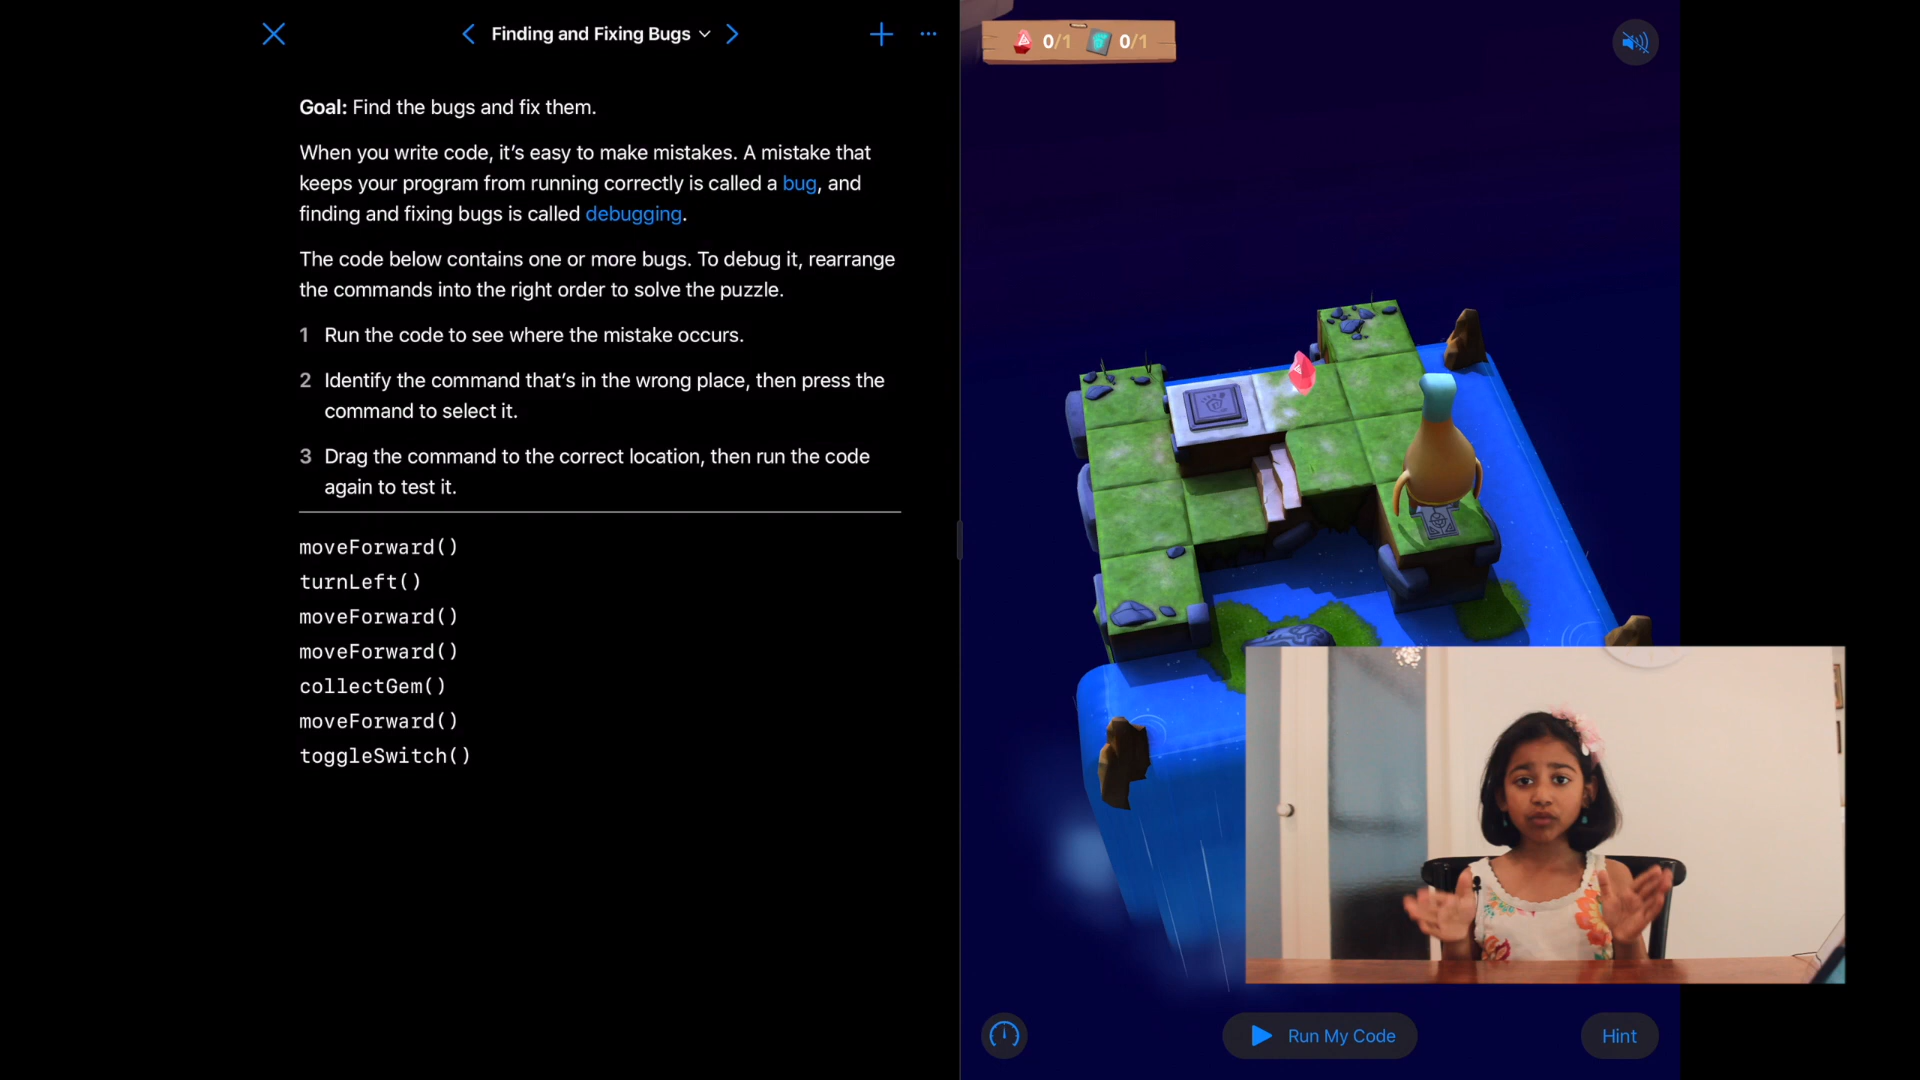 Finding and Fixing Bugs
0/1 0/1
Goal: Find the bugs and fix them.
When you write code, it's easy to make mistakes. A mistake that
keeps your program from running correctly is called a bug, and
finding and fixing bugs is called debugging.
The code below contains one or more bugs. To debug it, rearrange
the commands into the right order to solve the puzzle.
1 Run the code to see where the mistake occurs.
2 Identify the command that's in the wrong place, then press the
command to select it.
3 Drag the command to the correct location, then run the code
again to test it.
moveForward()
turnLeft()
moveForward()
moveForward()
collectGem()
moveForward()
toggleSwitch()
Run My Code
Hint